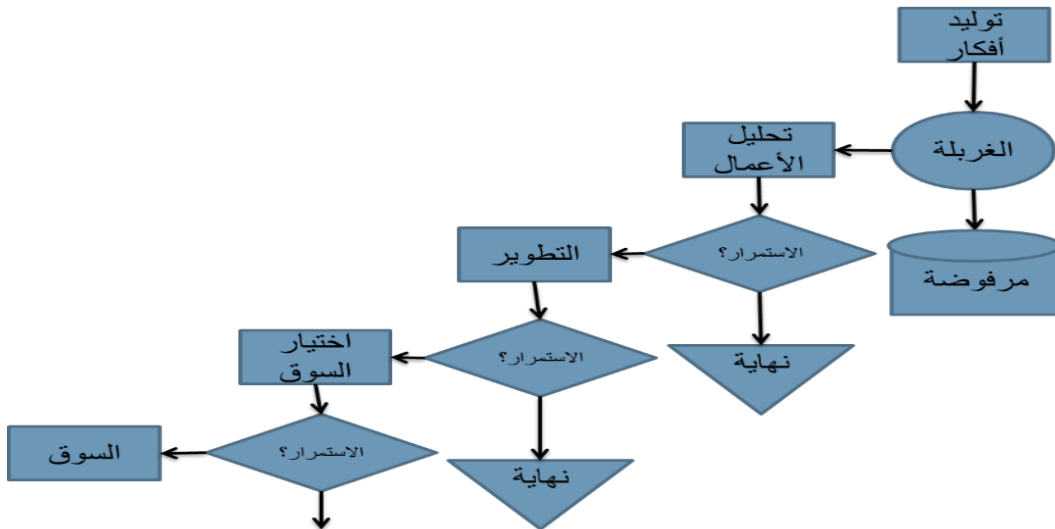 توليد
أفكار
الغربلة
مرفوضة
تحليل
الأعمال
الاستمرار؟
نهاية
التطوير
الاستمرار؟
نهاية
اختيار
السوق
الاستمرار؟
السوق